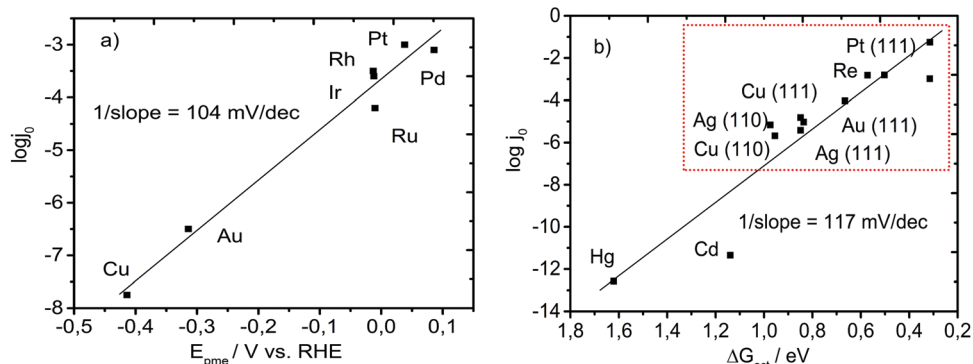 a)
-3
-4
-5
-6
-7
-8
logj0
Pt
Rh
Pd
Ir
Ru
1/slope = 104 mV/dec
Au
Cu
-0,5 -0,4 -0,3 -0,2 -0,1 0,0 0,1
Epme / V vs. RHE
b)
0
-2
-4
-6
-8
-10
-12
-14
log j0
Pt (111)
Re
Cu (111)
Ag (110)
Au (111)
Cu (110)
Ag (111)
1/slope = 117 mV/dec
Hg
Cd
1,8 1,6 1,4 1,2 1,0 0,8 0,6 0,4 0,2
ΔGact / eV